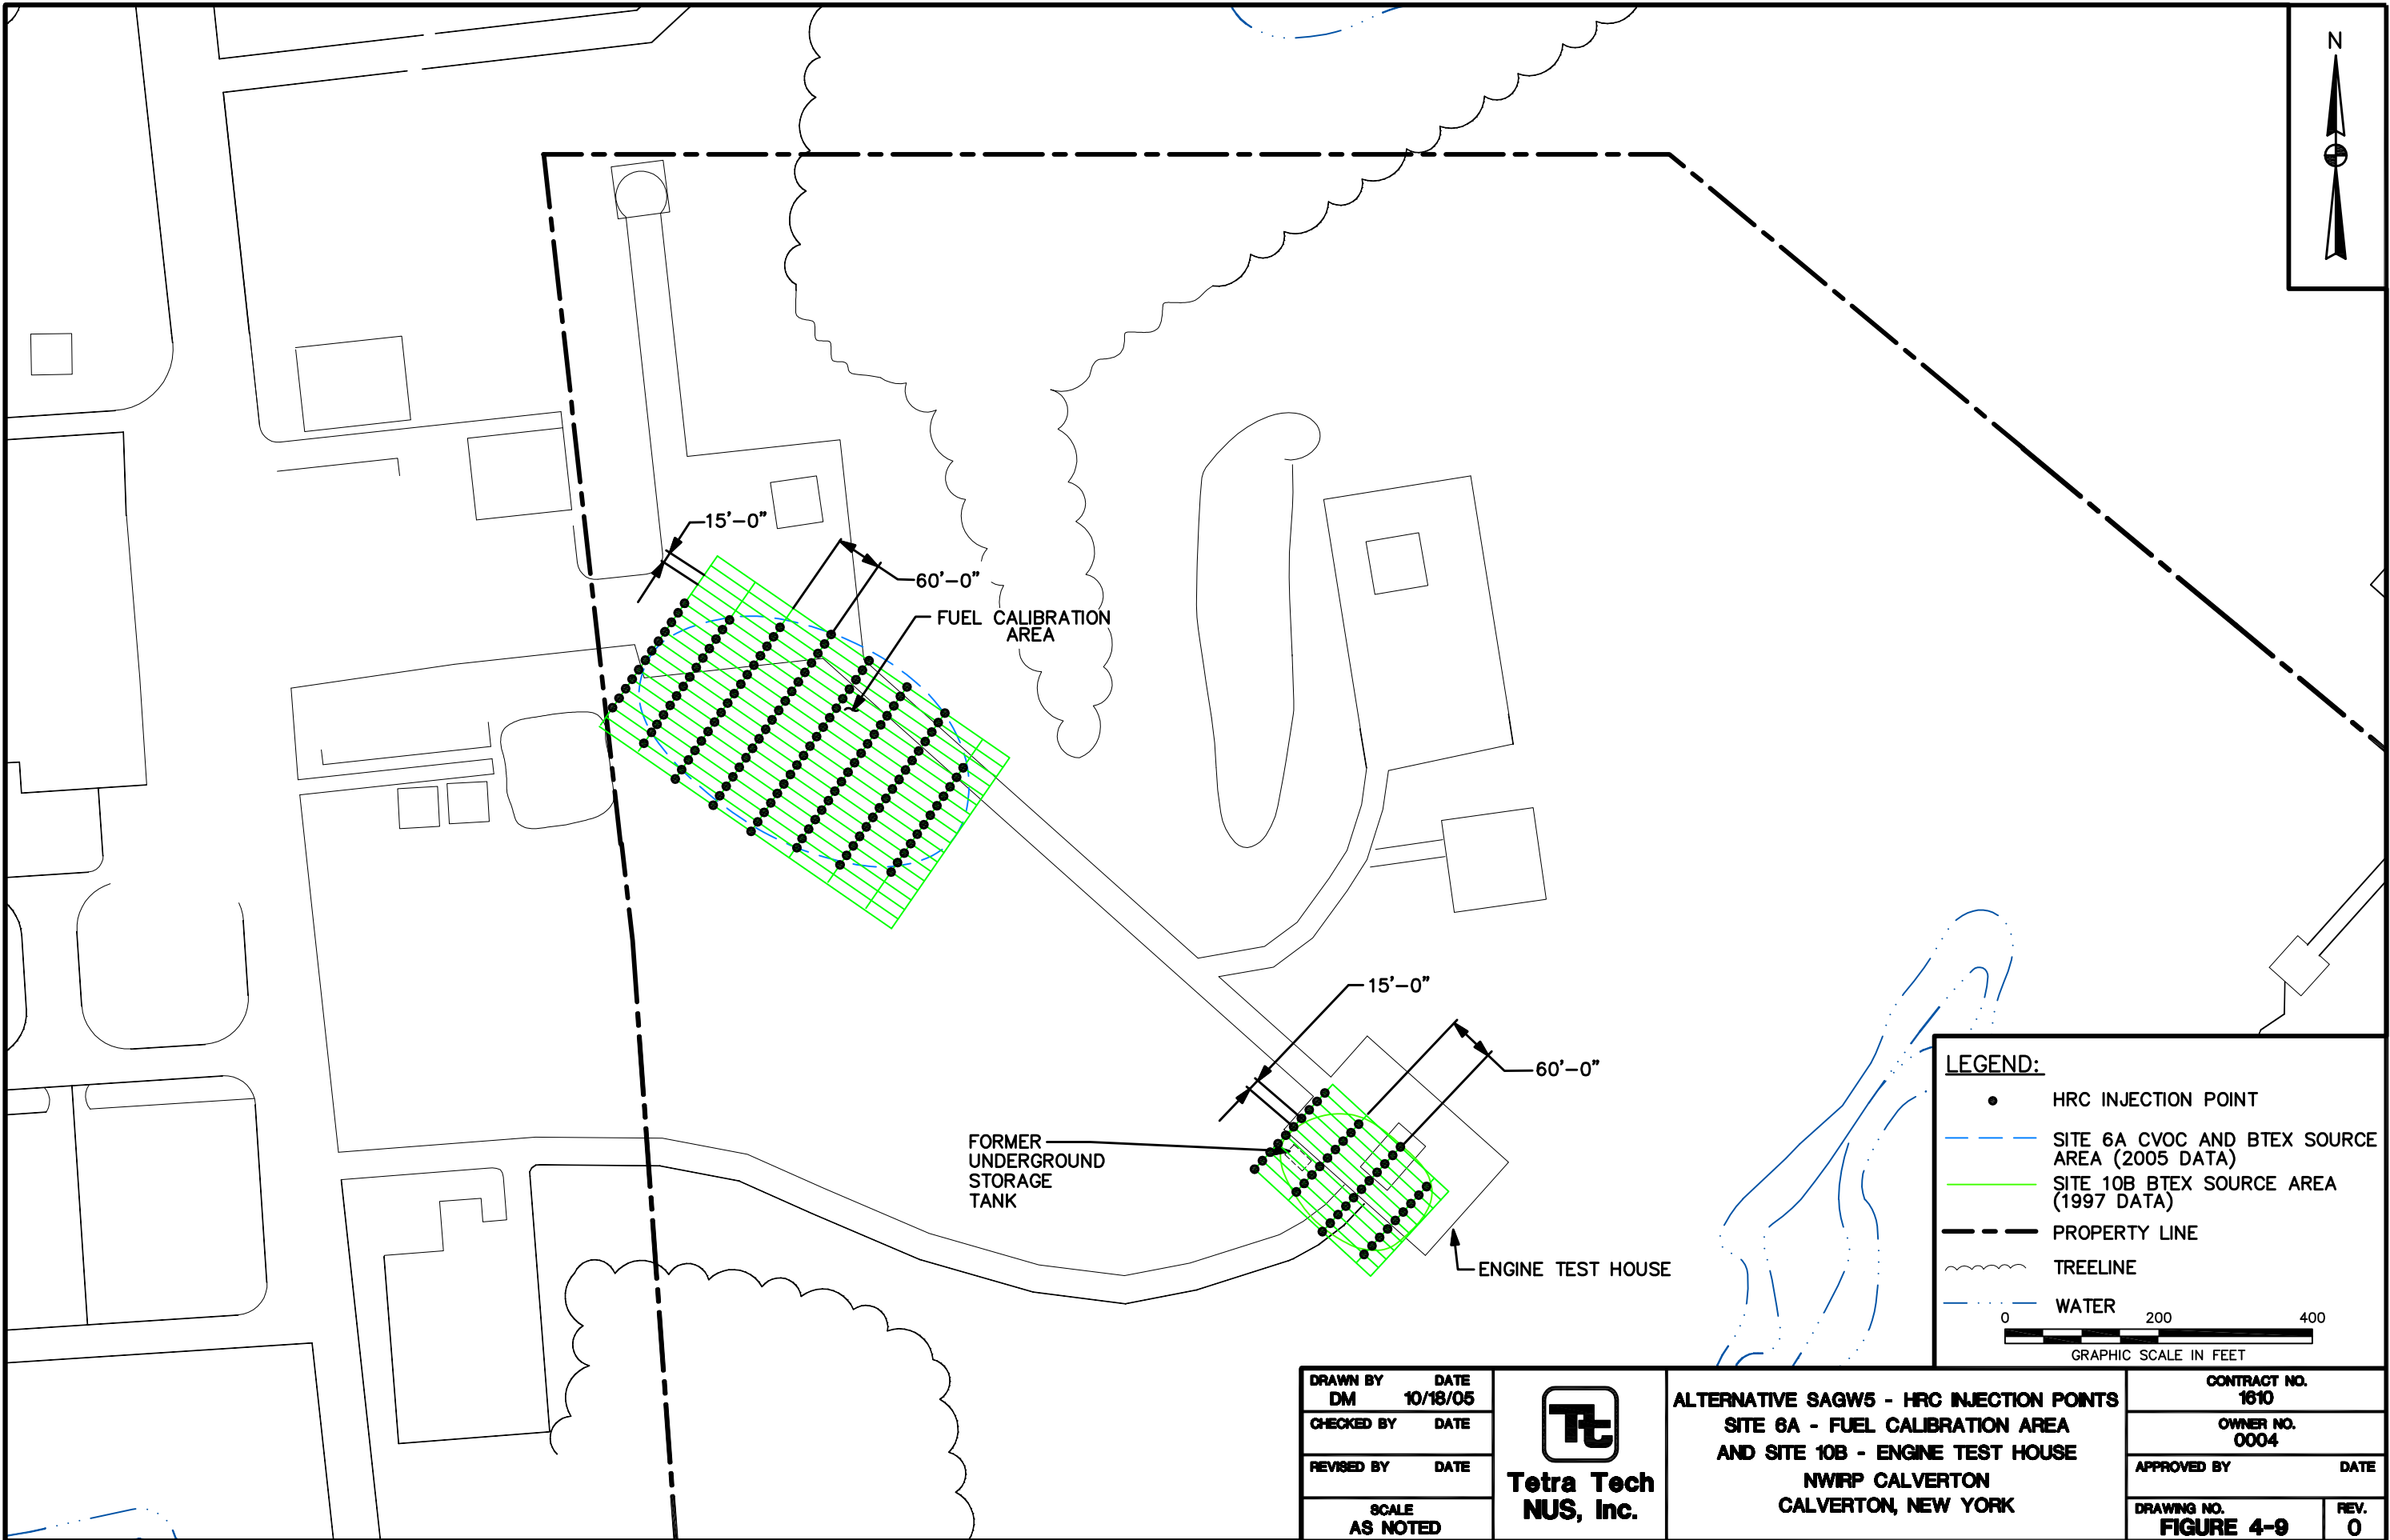 N
15'-0"
60'-0"
FUEL CALIBRATION
AREA
15'-0"
60'-0"
FORMER
UNDERGROUND
STORAGE
TANK
ENGINE TEST HOUSE
LEGEND:
HRC INJECTION POINT
SITE 6A CVOC AND BTEX SOURCE
AREA (2005 DATA)
SITE 10B BTEX SOURCE AREA
(1997 DATA)
PROPERTY LINE
TREELINE
WATER
0 200 400
GRAPHIC SCALE IN FEET
DRAWN BY DATE
DM 10/18/05
CHECKED BY DATE
REVISED BY DATE
SCALE
AS NOTED
Tt
Tetra Tech
NUS, Inc.
ALTERNATIVE SAGW5 - HRC INJECTION POINTS
SITE 6A - FUEL CALIBRATION AREA
AND SITE 10B - ENGINE TEST HOUSE
NWIRP CALVERTON
CALVERTON, NEW YORK
CONTRACT NO.
1610
OWNER NO.
0004
APPROVED BY DATE
DRAWING NO. REV.
FIGURE 4-9 0